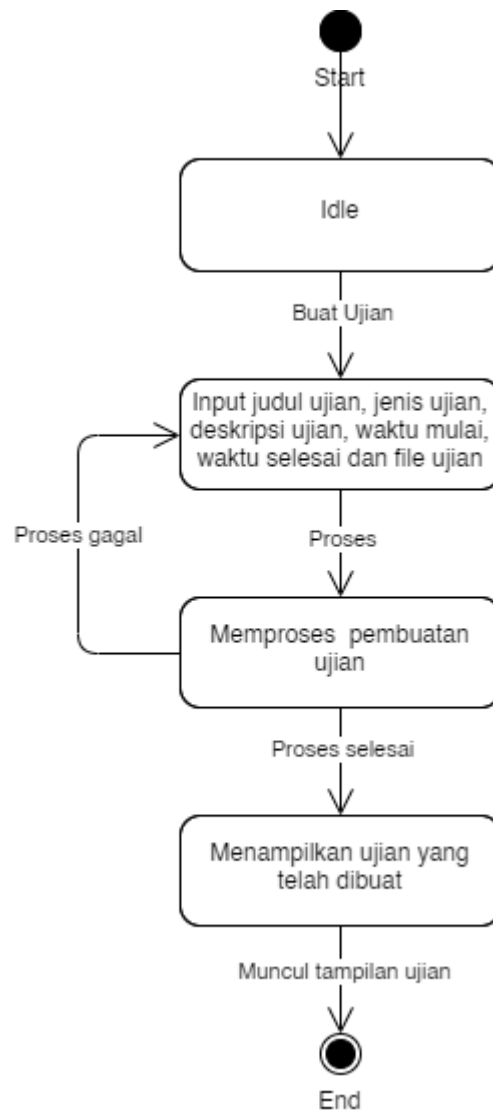 Start
Idle
Buat Ujian
Input judul ujian, jenis ujian,
deskripsi ujian, waktu mulai,
waktu selesai dan file ujian
Proses gagal
Proses
Memproses pembuatan
ujian
Proses selesai
Menampilkan ujian yang
telah dibuat
Muncul tampilan ujian
End